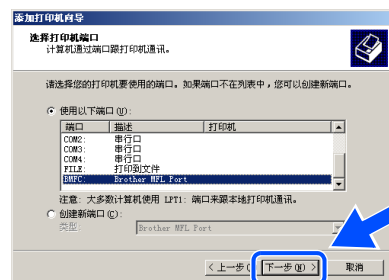 添加打印机向导
选择打印机端口
计算机通过端口跟打印机通讯。
请选择您的打印机要使用的端口。如果端口不在列表中，您可以创建新端口。
使用以下端口(U):
端口 描述 打印机
COM2: 串行口
COM3: 串行口
COM4: 串行口
FILE: 打印到文件
BMFC: Brother MFL Port
注意: 大多数计算机使用 LPT1: 端口来跟本地打印机通讯。
创建新端口(C):
类型: Brother MFL Port
< 上一步( 下一步(N) > 取消